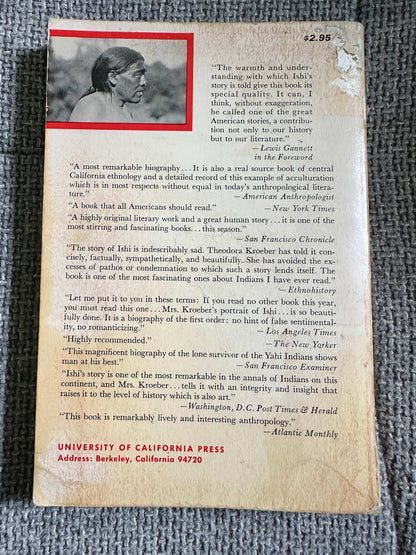 $2.95
"The warmth and under-
standing with which Ishi's
story is told give this book its
special quality. It can, I
think, without exaggeration,
be called one of the great
American stories, a contribu-
tion not only to our history
but to our literature."
—Lewis Gannett
in the Foreword
"A most remarkable biography... It is also a real source book of central
California ethnology and a detailed record of this example of acculturation
which is in most respects without equal in today's anthropological litera-
ture."
—American Anthropologist
"A book that all Americans should read."
—New York Times
"A highly original literary work and a great human story...it is one of the
most stirring and fascinating books... this season."
—San Francisco Chronicle
"The story of Ishi is indescribably sad. Theodora Kroeber has told it con-
cisely, factually, sympathetically, and beautifully..She has avoided the ex-
cesses of pathos or condemnation to which such a story lends itself. The
book is one of the most fascinating ones about Indians I have ever read."
—Ethnohistory
"Let me put it to you in these terms: If you read no other book this year,
you must read this one...Mrs. Kroeber's portrait of Ishi...is so beauti-
fully done. It is a biography of the first order: no hint of false sentimental-
ity, no romanticizing."
—Los Angeles Times
"Highly recommended."
—The New Yorker
"This magnificent biography of the lone survivor of the Yahi Indians shows
man at his best."
—San Francisco Examiner
"Ishi's story is one of the most remarkable in the annals of Indians on this
continent, and Mrs. Kroeber...tells it with an integrity and insight that
raises it to the level of history which is also art."
—Washington, D.C. Post Times & Herald
"This book is remarkably lively and interesting anthropology."
—Atlantic Monthly
UNIVERSITY OF CALIFORNIA PRESS
Address: Berkeley, California 94720